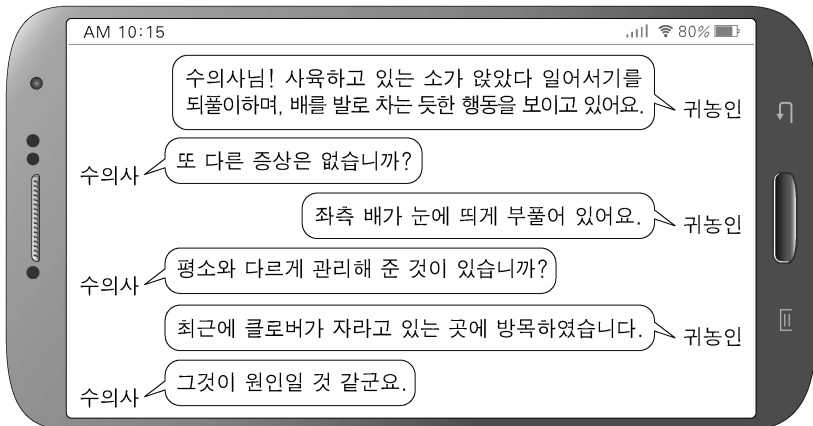 AM 10:15 80%
수의사님! 사육하고 있는 소가 앉았다 일어서기를
되풀이하며, 배를 발로 차는 듯한 행동을 보이고 있어요.
귀농인
또 다른 증상은 없습니까?
수의사
좌측 배가 눈에 띄게 부풀어 있어요.
귀농인
평소와 다르게 관리해 준 것이 있습니까?
수의사
최근에 클로버가 자라고 있는 곳에 방목하였습니다.
귀농인
그것이 원인일 것 같군요.
수의사